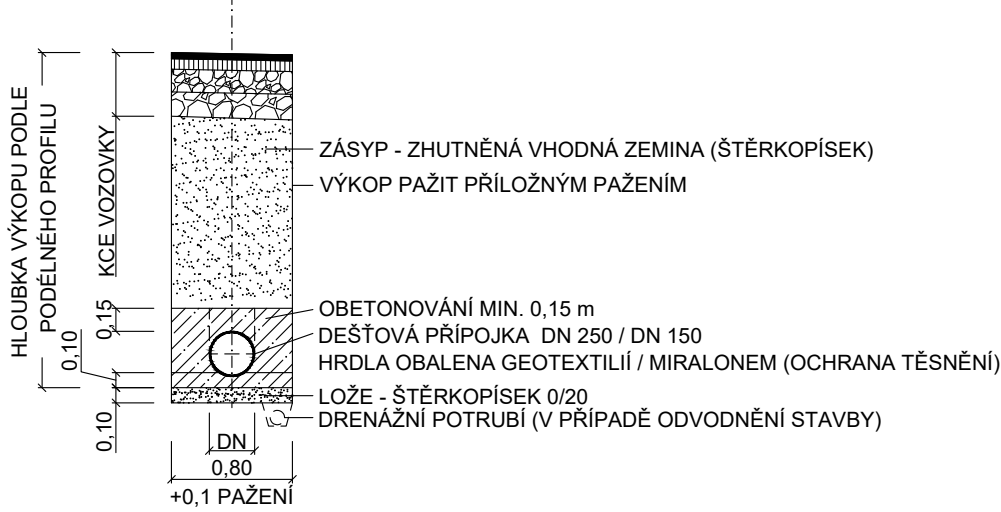 HLOUBKA VÝKOPU PODLE
PODÉLNÉHO PROFILU
KCE VOZOVKY
0,15
0,10
0,10
ZÁSYP - ZHUTNĚNÁ VHODNÁ ZEMINA (ŠTĚRKOPÍSEK)
VÝKOP PAŽIT PŘÍLOŽNÝM PAŽENÍM
OBETONOVÁNÍ MIN. 0,15 m
DEŠŤOVÁ PŘÍPOJKA DN 250 / DN 150
HRDLA OBALENA GEOTEXTILIÍ / MIRALONEM (OCHRANA TĚSNĚNÍ)
LOŽE - ŠTĚRKOPÍSEK 0/20
DRENÁŽNÍ POTRUBÍ (V PŘÍPADĚ ODVODNĚNÍ STAVBY)
DN
0,80
+0,1 PAŽENÍ